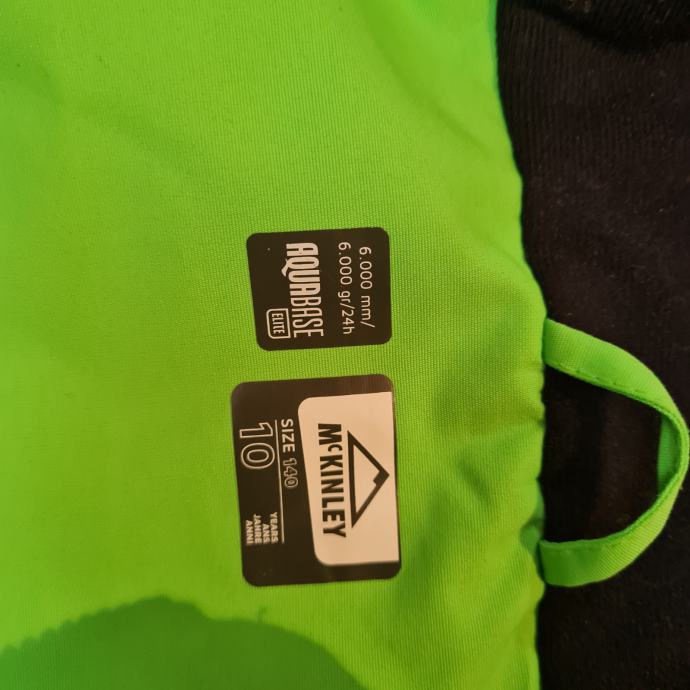 6.000 mm/
6.000 gr/24h
AQUABASE
ELITE
McKINLEY
SIZE 140
10
YEARS
ANS
JAHRE
ANNI